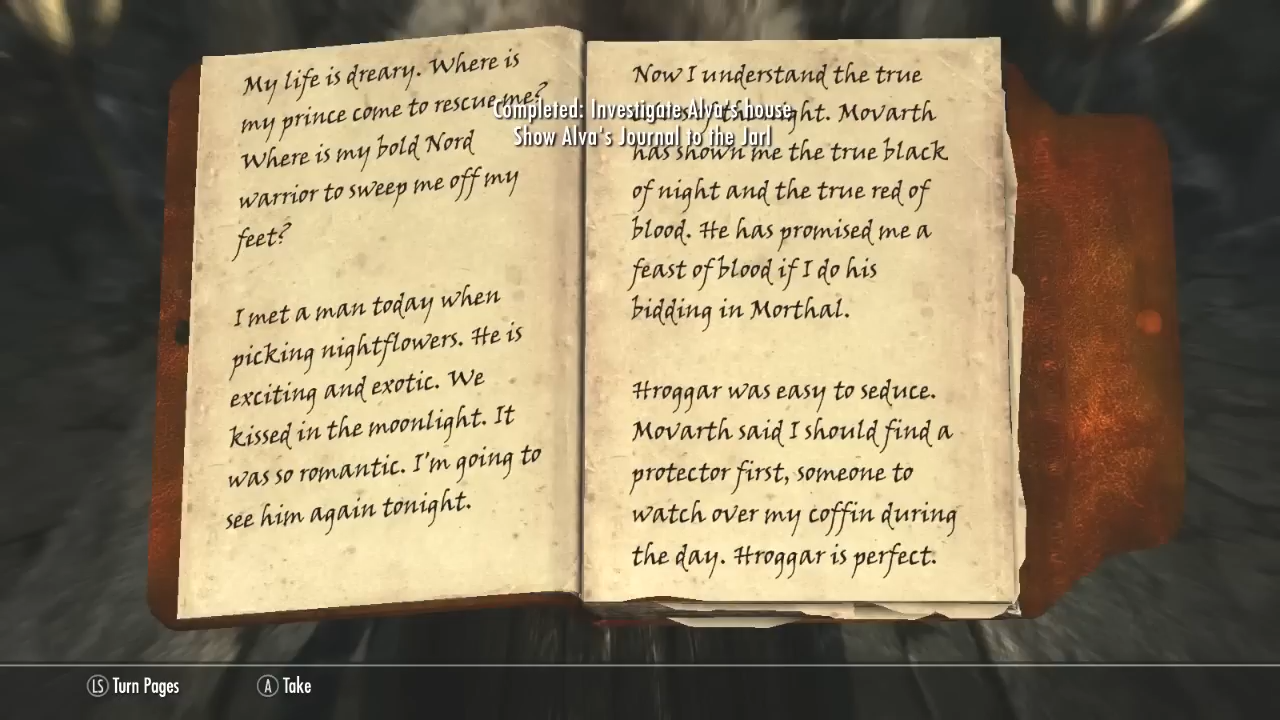 My life is dreary. Where is
my prince come to rescue me?
Where is my bold Nord
warrior to sweep me off my
feet?
I met a man today when
picking nightflowers. He is
exciting and exotic. We
kissed in the moonlight. It
was so romantic. I'm going to
see him again tonight.
Now I understand the true
night. Movarth
has shown me the true black
of night and the true red of
blood. He has promised me a
feast of blood if I do his
bidding in Morthal.
Hroggar was easy to seduce.
Movarth said I should find a
protector first, someone to
watch over my coffin during
the day. Hroggar is perfect.
Completed: Investigate Alva's house
Show Alva's Journal to the Jarl
LS Turn Pages
A Take